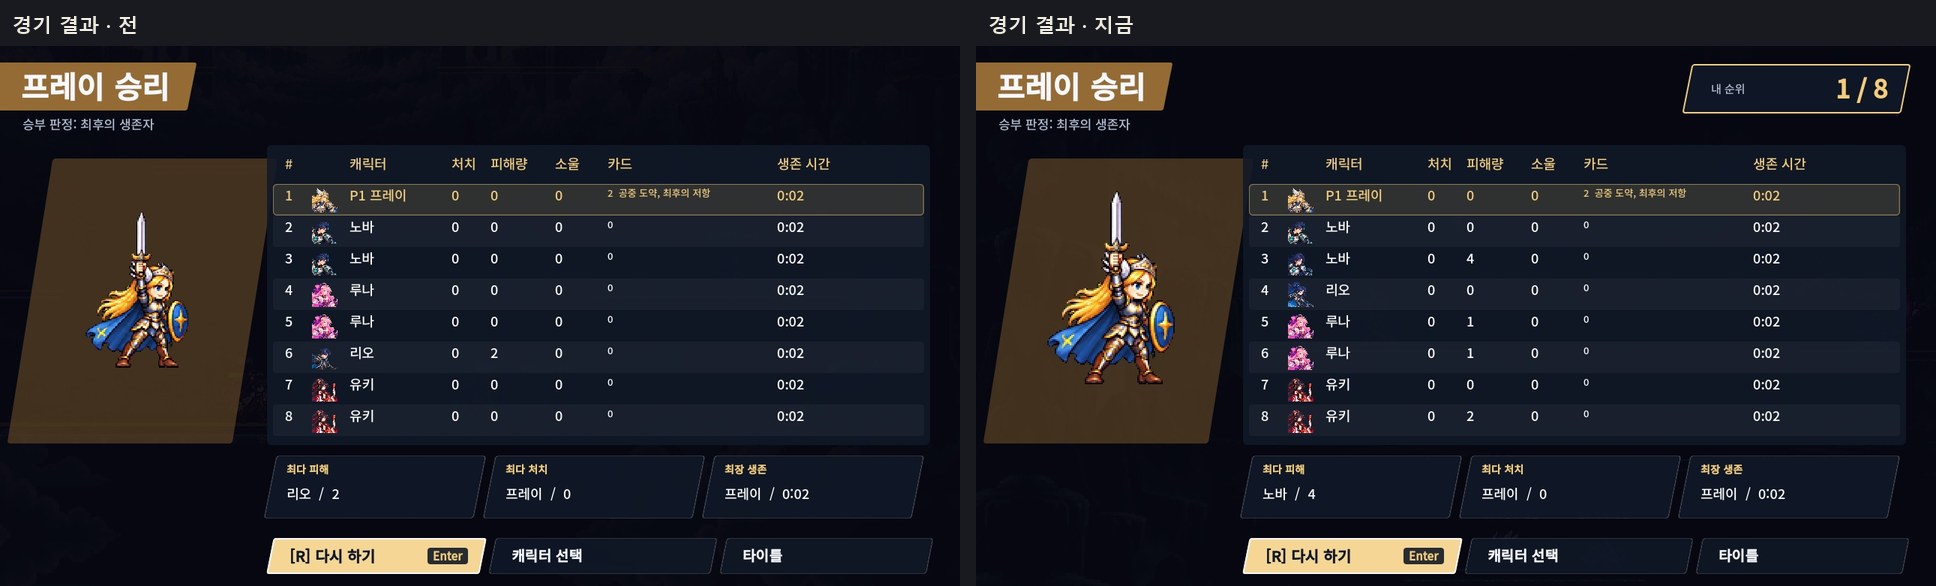 경기 결과 · 전
프레이 승리
승부 판정: 최후의 생존자
# 캐릭터 처치 피해량 소울 카드 생존 시간
1 P1 프레이 0 0 0 2 공중 도약, 최후의 저항 0:02
2 노바 0 0 0 0 0:02
3 노바 0 0 0 0 0:02
4 루나 0 0 0 0 0:02
5 루나 0 0 0 0 0:02
6 리오 0 2 0 0 0:02
7 유키 0 0 0 0 0:02
8 유키 0 0 0 0 0:02
최다 피해 최다 처치 최장 생존
리오 / 2 프레이 / 0 프레이 / 0:02
[R] 다시 하기 Enter 캐릭터 선택 타이틀
경기 결과 · 지금
프레이 승리
내 순위 1 / 8
승부 판정: 최후의 생존자
# 캐릭터 처치 피해량 소울 카드 생존 시간
1 P1 프레이 0 0 0 2 공중 도약, 최후의 저항 0:02
2 노바 0 0 0 0 0:02
3 노바 0 4 0 0 0:02
4 리오 0 0 0 0 0:02
5 루나 0 1 0 0 0:02
6 루나 0 1 0 0 0:02
7 유키 0 0 0 0 0:02
8 유키 0 2 0 0 0:02
최다 피해 최다 처치 최장 생존
노바 / 4 프레이 / 0 프레이 / 0:02
[R] 다시 하기 Enter 캐릭터 선택 타이틀